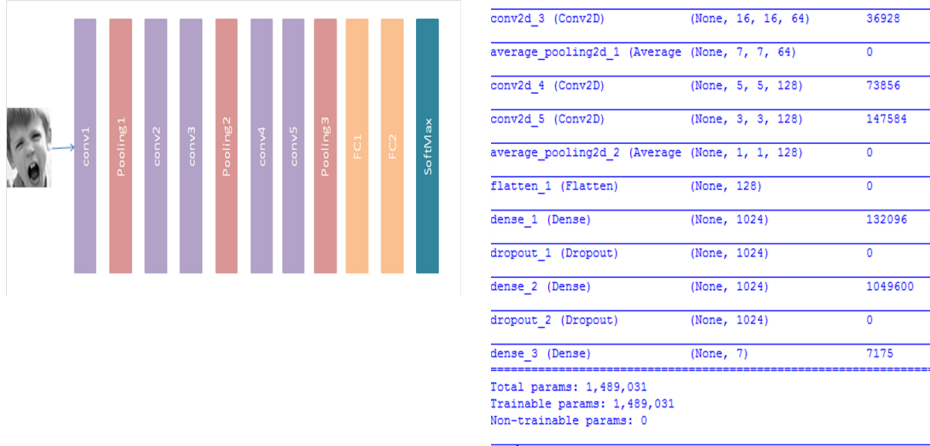 conv1
Pooling1
conv2
conv3
Pooling2
conv4
conv5
Pooling3
FC1
FC2
SoftMax
conv2d_3 (Conv2D) (None, 16, 16, 64) 36928
average_pooling2d_1 (Average (None, 7, 7, 64) 0
conv2d_4 (Conv2D) (None, 5, 5, 128) 73856
conv2d_5 (Conv2D) (None, 3, 3, 128) 147584
average_pooling2d_2 (Average (None, 1, 1, 128) 0
flatten_1 (Flatten) (None, 128) 0
dense_1 (Dense) (None, 1024) 132096
dropout_1 (Dropout) (None, 1024) 0
dense_2 (Dense) (None, 1024) 1049600
dropout_2 (Dropout) (None, 1024) 0
dense_3 (Dense) (None, 7) 7175
Total params: 1,489,031
Trainable params: 1,489,031
Non-trainable params: 0